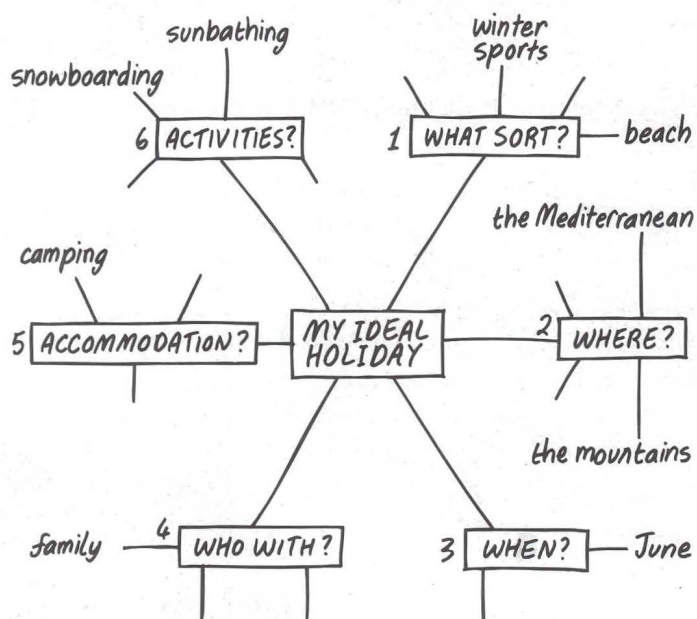 sunbathing
snowboarding
6 ACTIVITIES?
winter
sports
1 WHAT SORT?
beach
the Mediterranean
2 WHERE?
the mountains
camping
5 ACCOMMODATION?
MY IDEAL
HOLIDAY
family
4 WHO WITH?
3 WHEN?
June